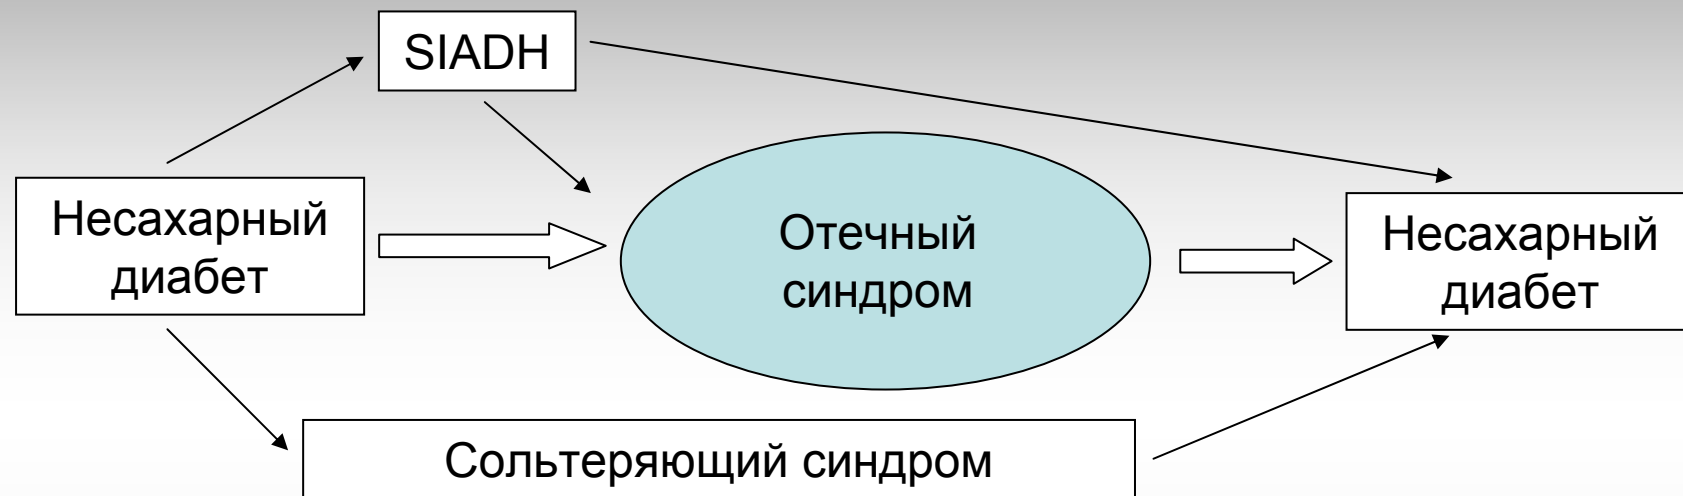 SIADH
Несахарный
диабет
Отечный
синдром
Несахарный
диабет
Сольтеряющий синдром